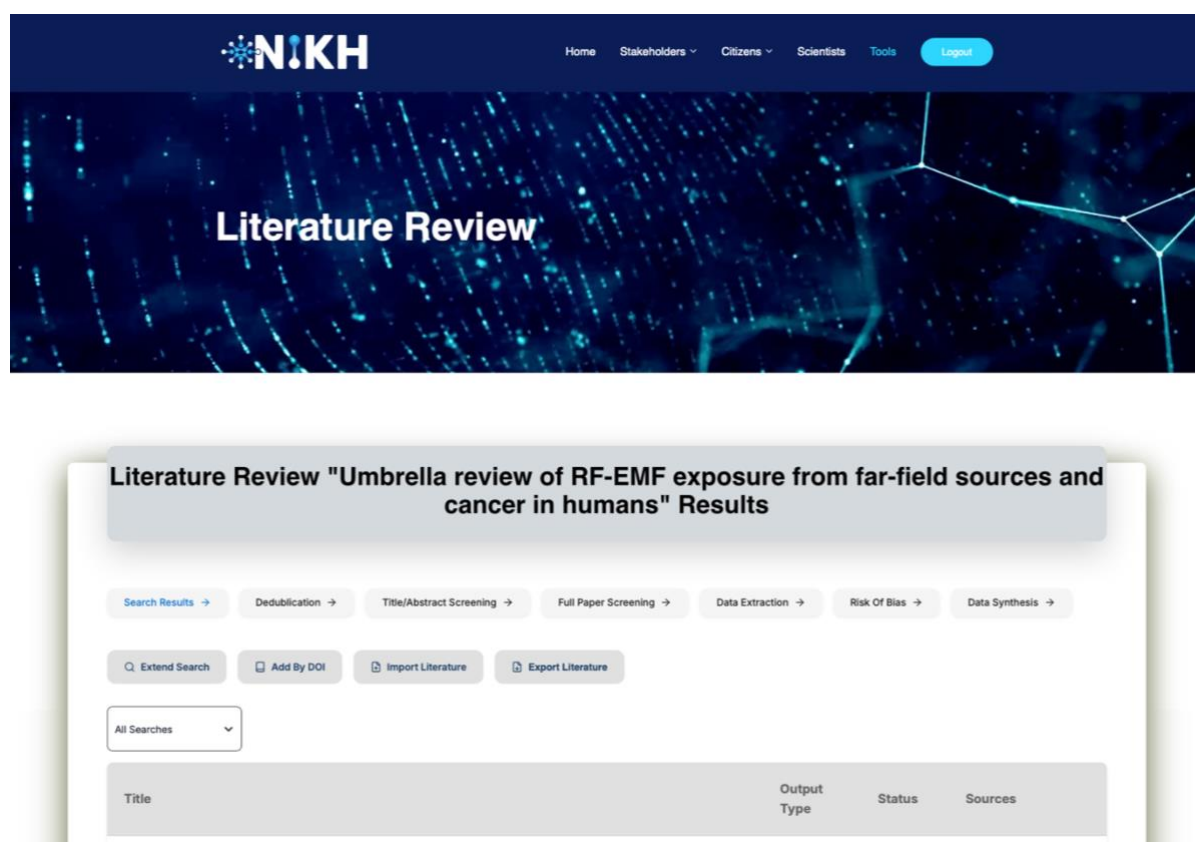 NIKH
Home Stakeholders Citizens Scientists Tools Logout
Literature Review
Literature Review "Umbrella review of RF-EMF exposure from far-field sources and
cancer in humans" Results
Search Results → Dedublication → Title/Abstract Screening → Full Paper Screening → Data Extraction → Risk Of Bias → Data Synthesis →
Extend Search Add By DOI Import Literature Export Literature
All Searches
Title Output Type Status Sources